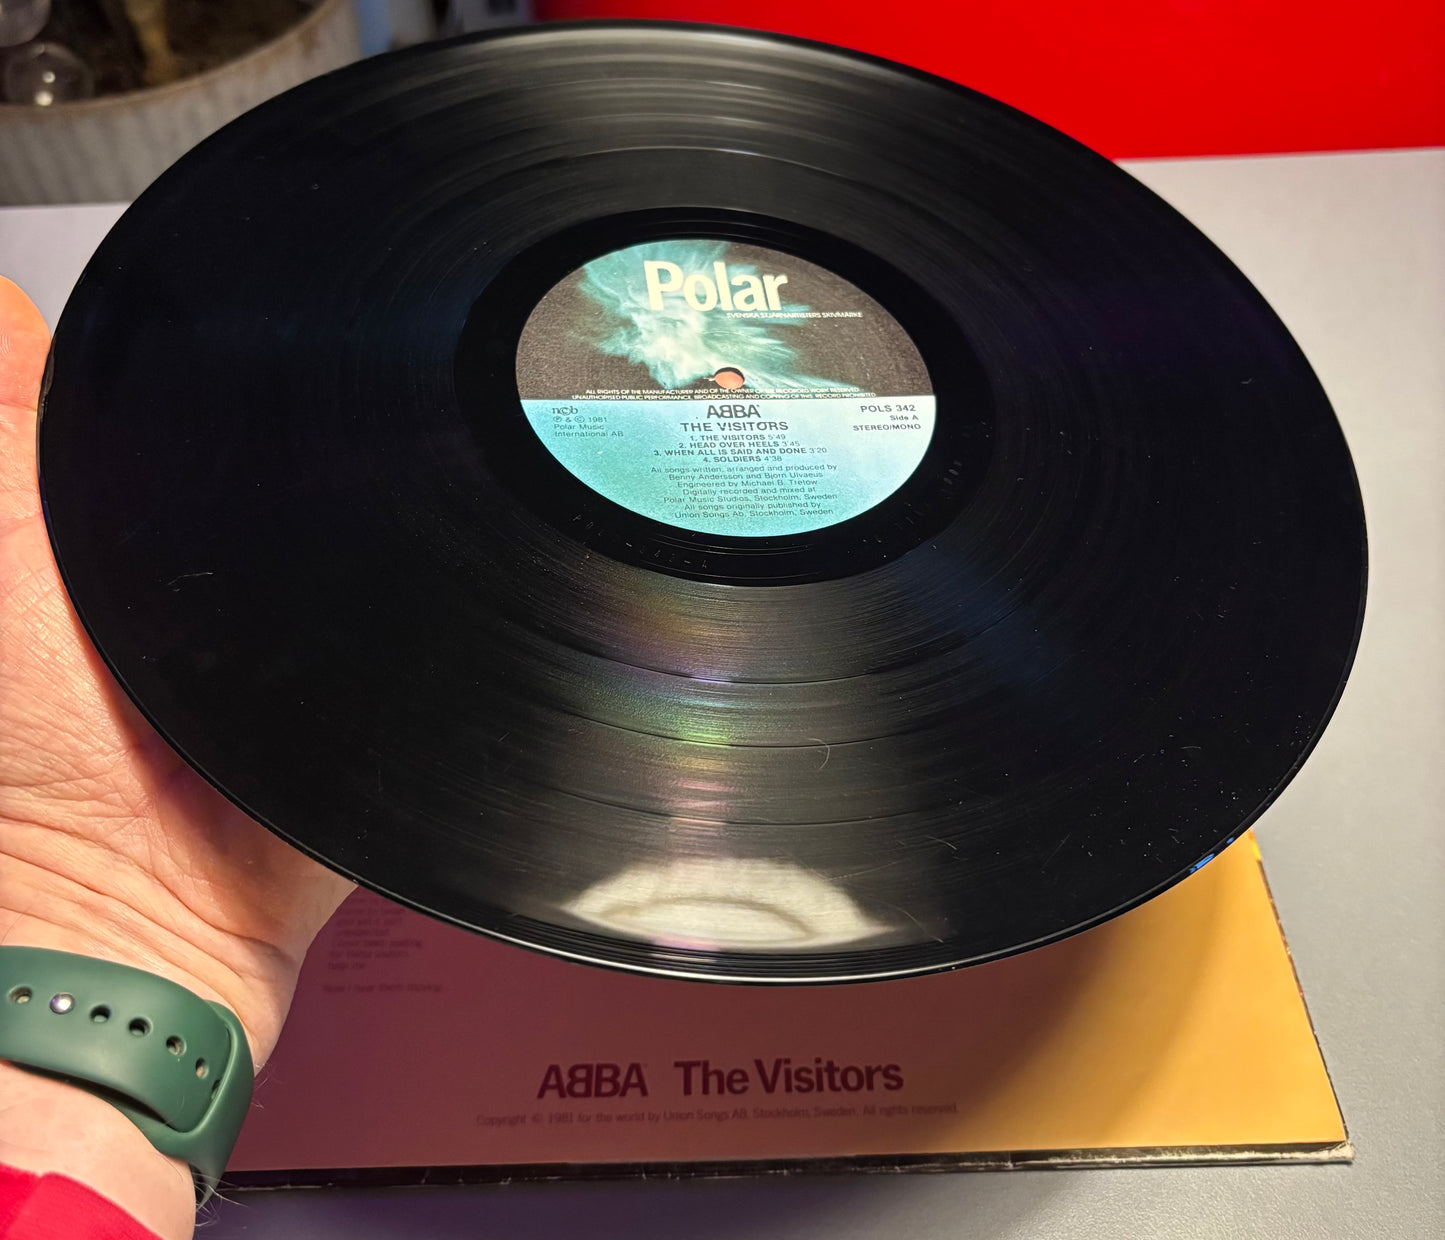 Polar
SVENSKA STJÄRNARTISTERS SKIVMÄRKE
ALL RIGHTS OF THE MANUFACTURER AND OF THE OWNER OF THE RECORDED WORK RESERVED
UNAUTHORISED PUBLIC PERFORMANCE, BROADCASTING AND COPYING OF THIS RECORD PROHIBITED
ncb
Ⓟ & © 1981
Polar Music
International AB
POLS 342
Side A
STEREO/MONO
AᗺBA
THE VISITORS
1. THE VISITORS 5'49
2. HEAD OVER HEELS 3'45
3. WHEN ALL IS SAID AND DONE 3'20
4. SOLDIERS 4'38
All songs written, arranged and produced by
Benny Andersson and Björn Ulvaeus
Engineered by Michael B. Tretow
Digitally recorded and mixed at
Polar Music Studios, Stockholm, Sweden
All songs originally published by
Union Songs Ab, Stockholm, Sweden
Now I hear them moving
AᗺBA The Visitors
Copyright © 1981 for the world by Union Songs AB, Stockholm, Sweden. All rights reserved.